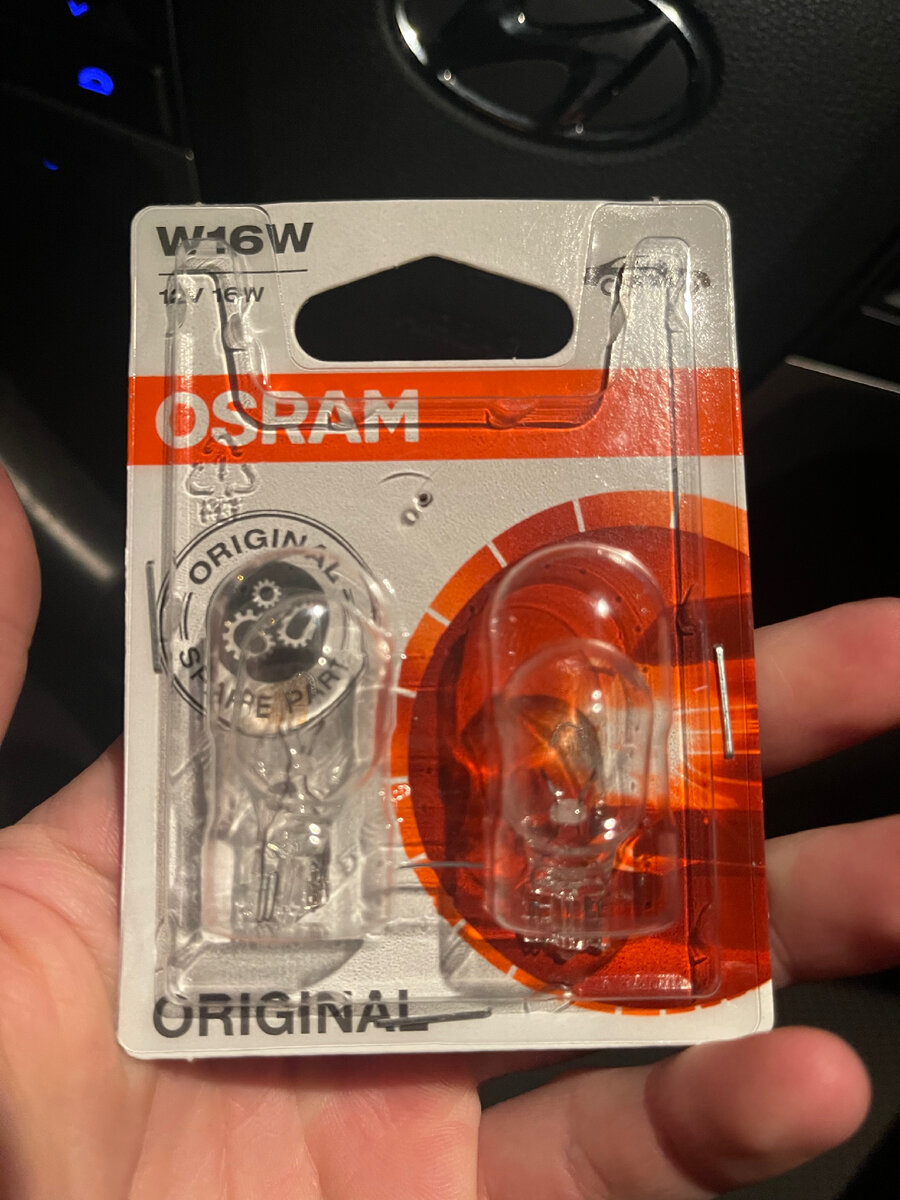 W16W
12V 16W
OSRAM
ORIGINAL
SPARE PART
ORIGINAL